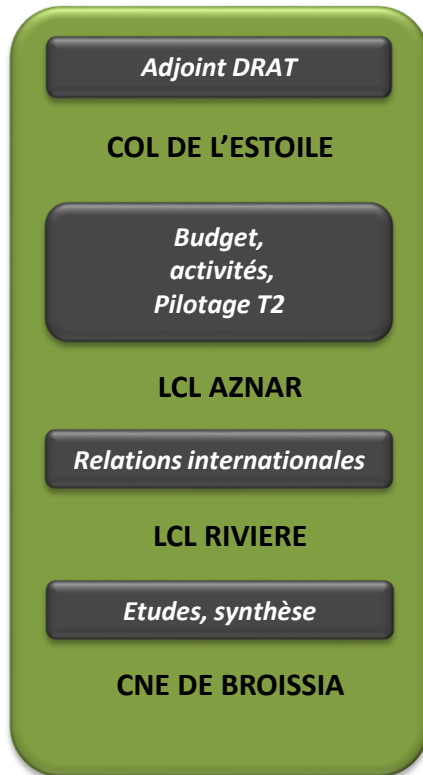 Adjoint DRAT
COL DE L’ESTOILE
Budget,
activités,
Pilotage T2
LCL AZNAR
Relations internationales
LCL RIVIERE
Etudes, synthèse
CNE DE BROISSIA